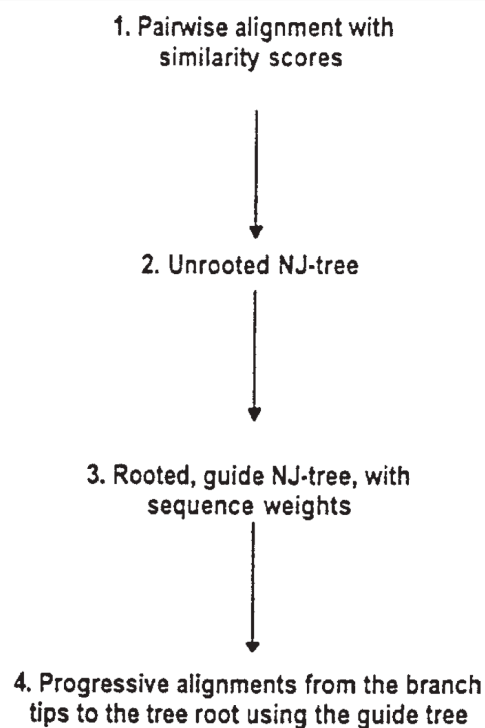 1. Pairwise alignment with
similarity scores
2. Unrooted NJ-tree
3. Rooted, guide NJ-tree, with
sequence weights
4. Progressive alignments from the branch
tips to the tree root using the guide tree